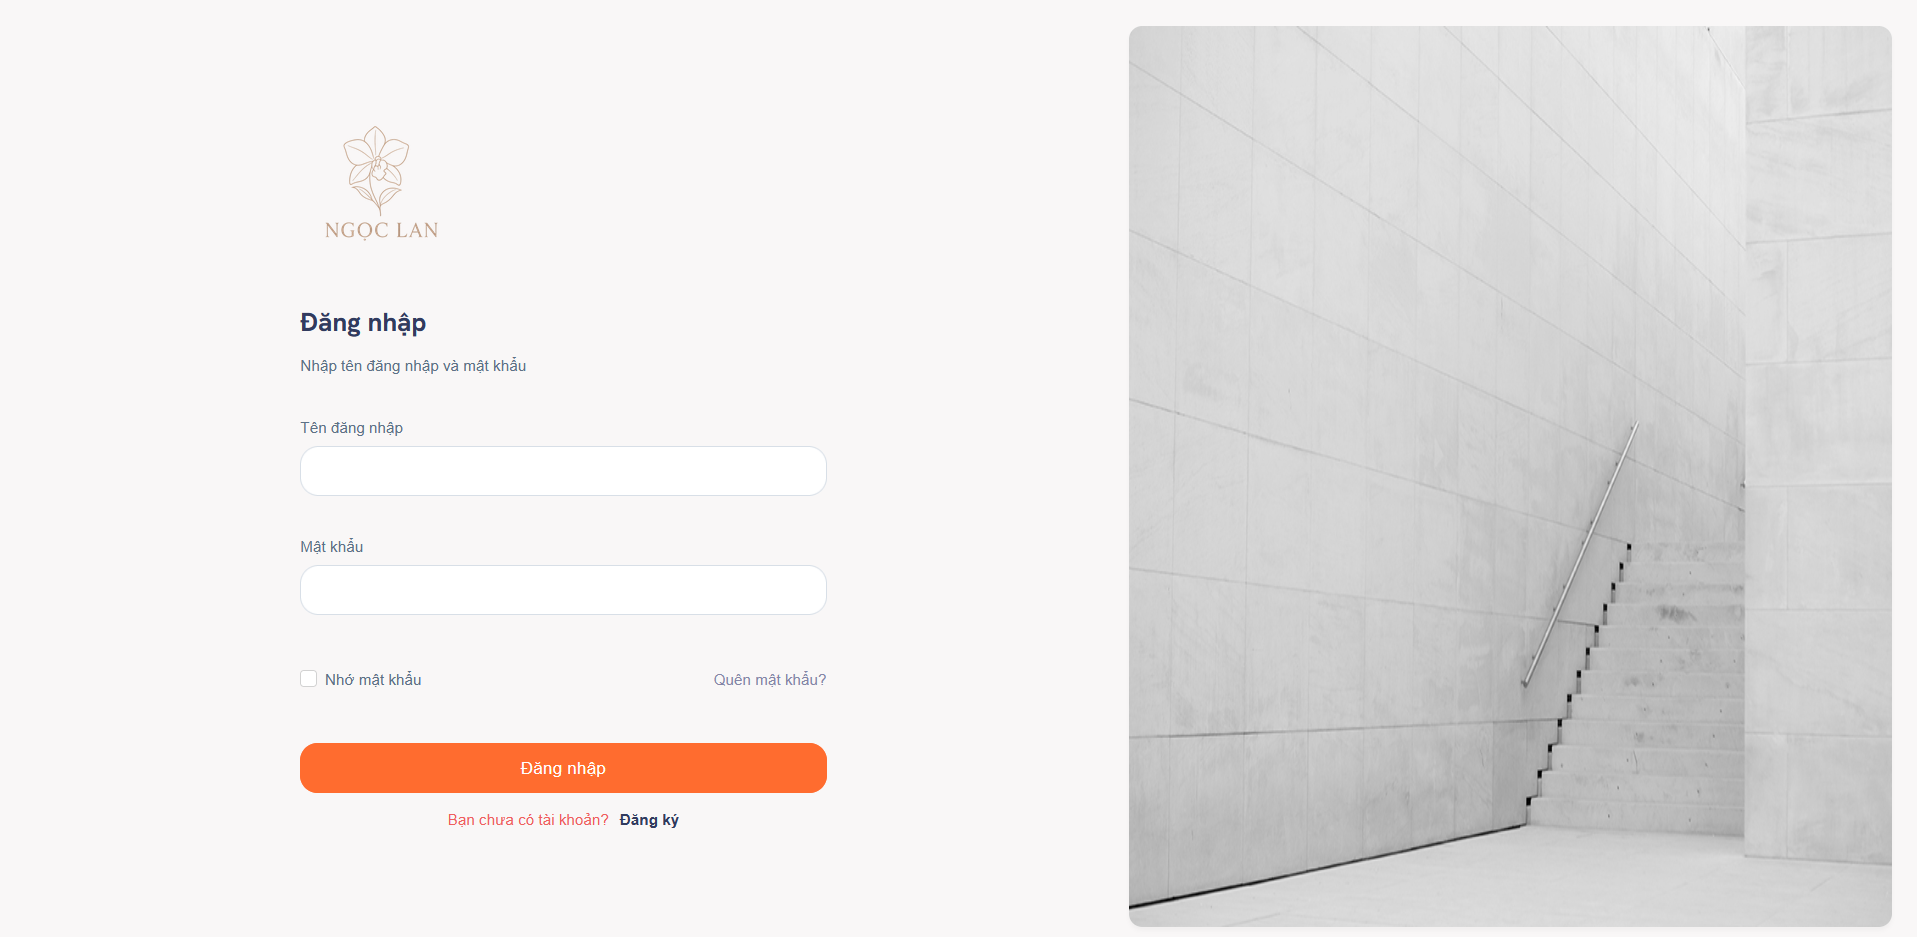 NGỌC LAN
Đăng nhập
Nhập tên đăng nhập và mật khẩu
Tên đăng nhập
Mật khẩu
Nhớ mật khẩu
Quên mật khẩu?
Đăng nhập
Bạn chưa có tài khoản? Đăng ký